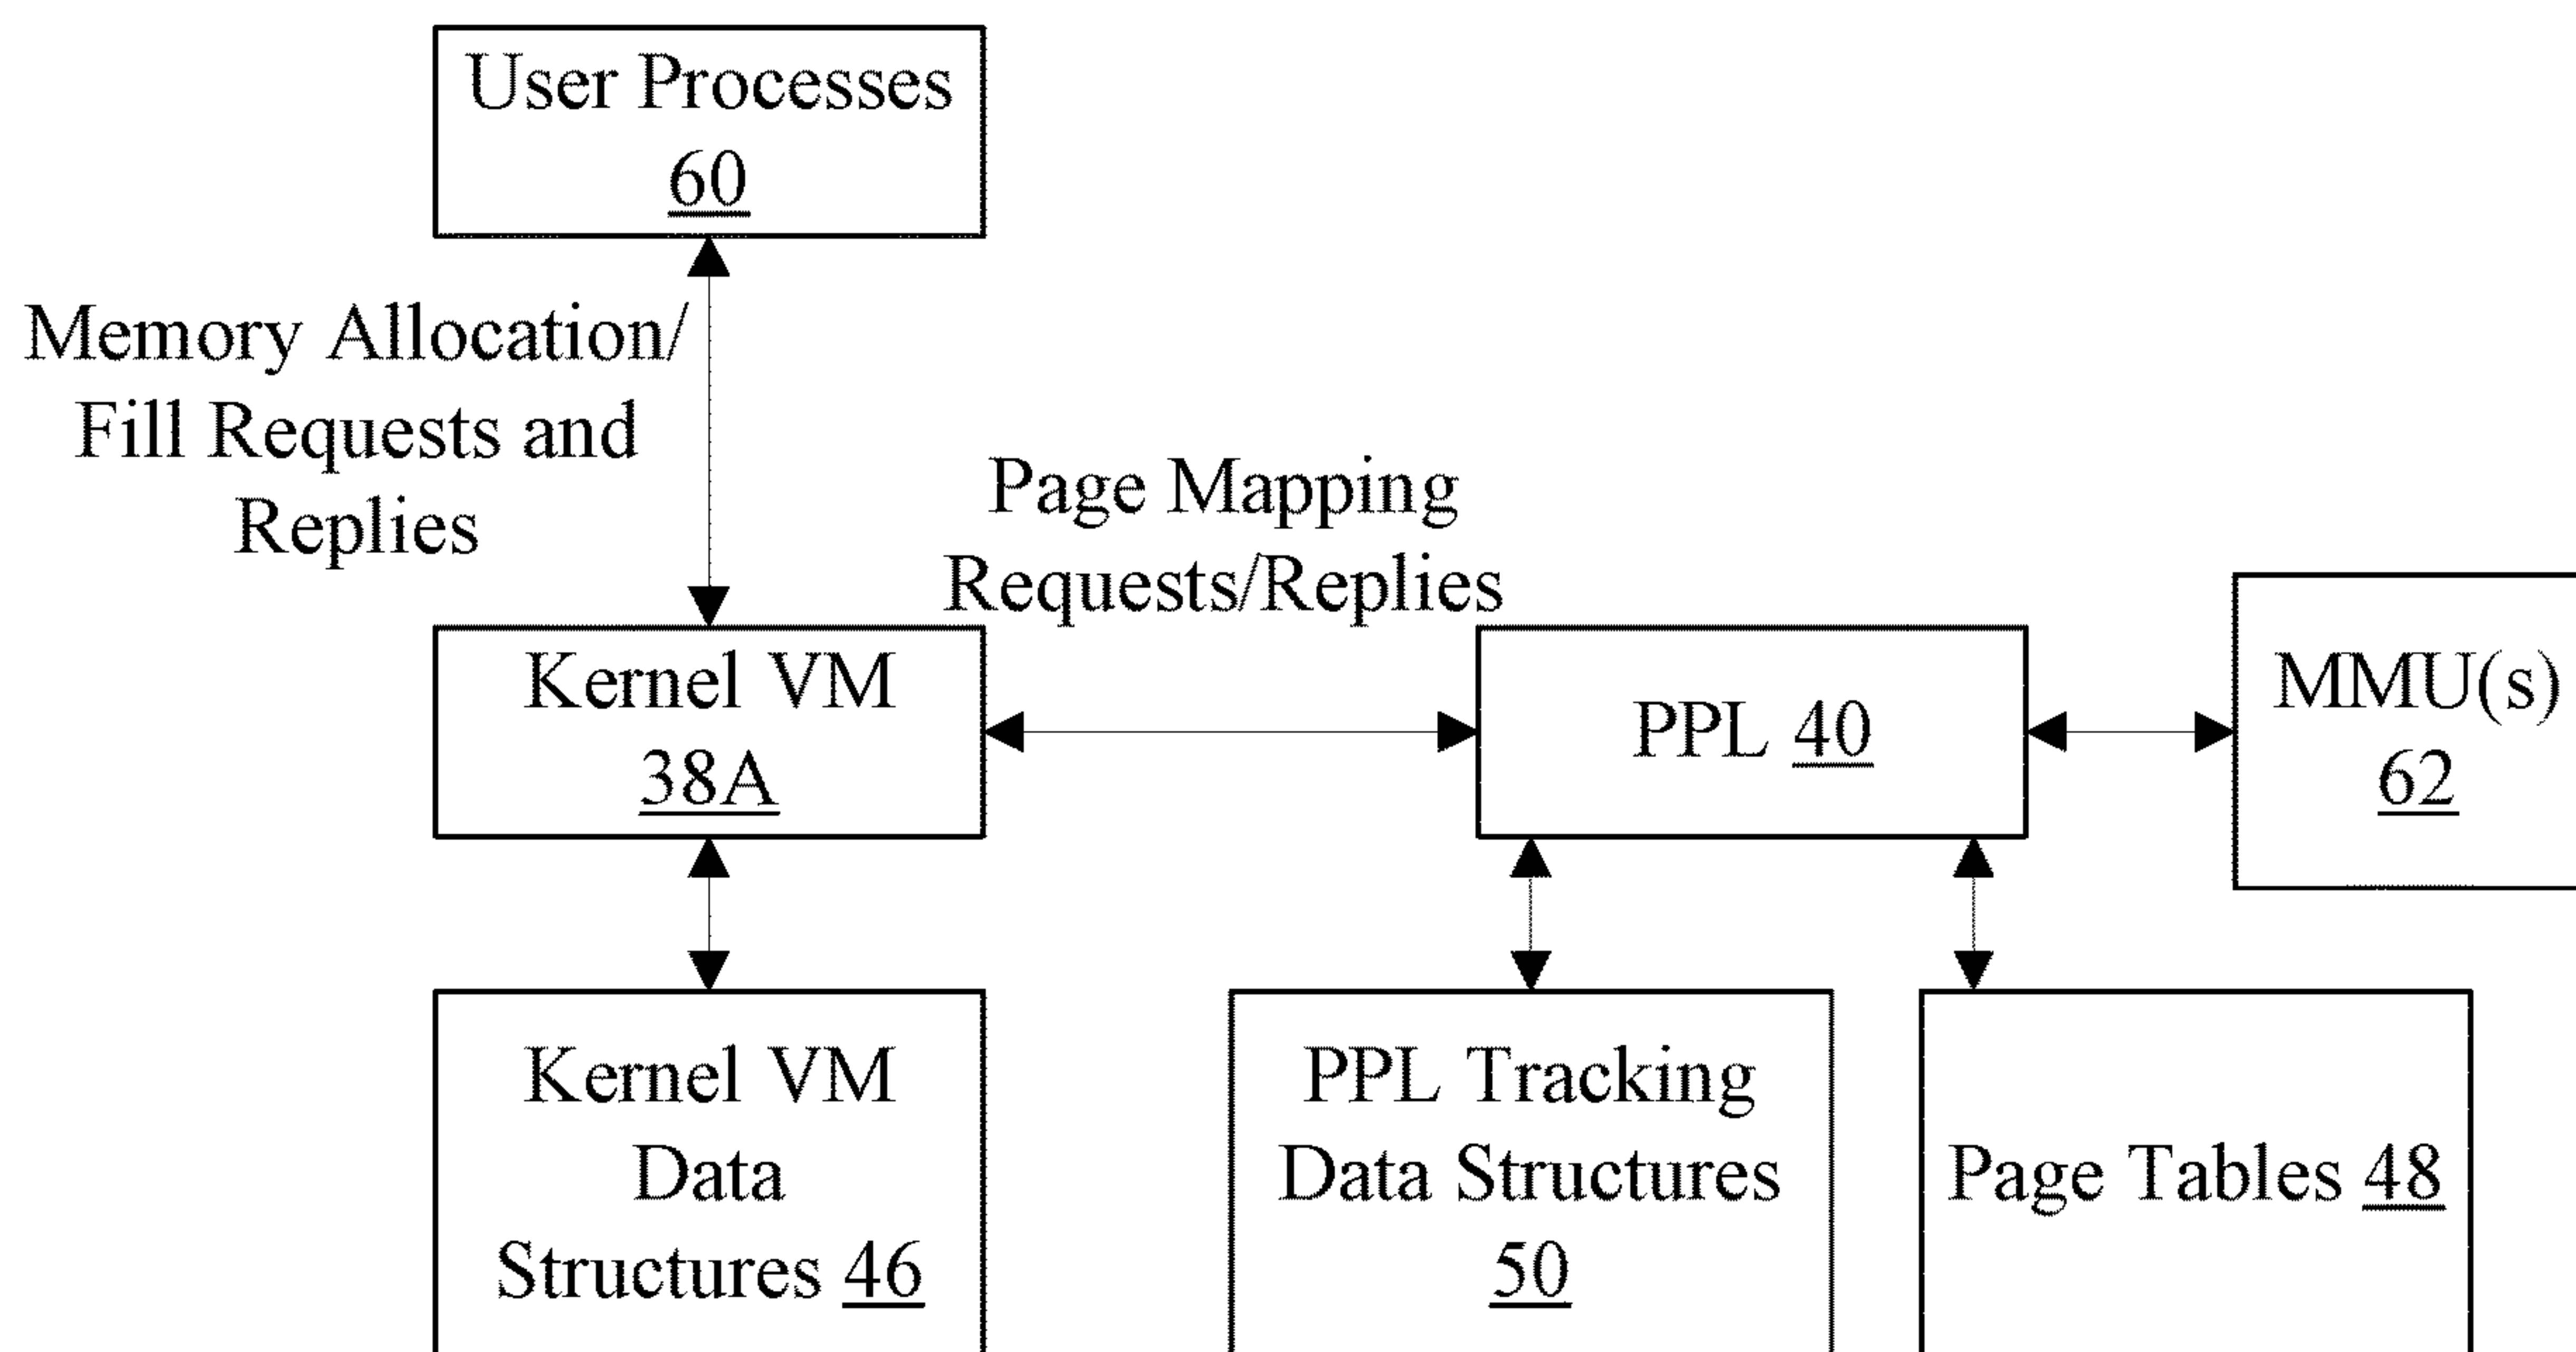 User Processes
60
Memory Allocation/
Fill Requests and
Replies
Page Mapping
Requests/Replies
Kernel VM
38A
PPL 40
MMU(s)
62
Kernel VM
Data
Structures 46
PPL Tracking
Data Structures
50
Page Tables 48